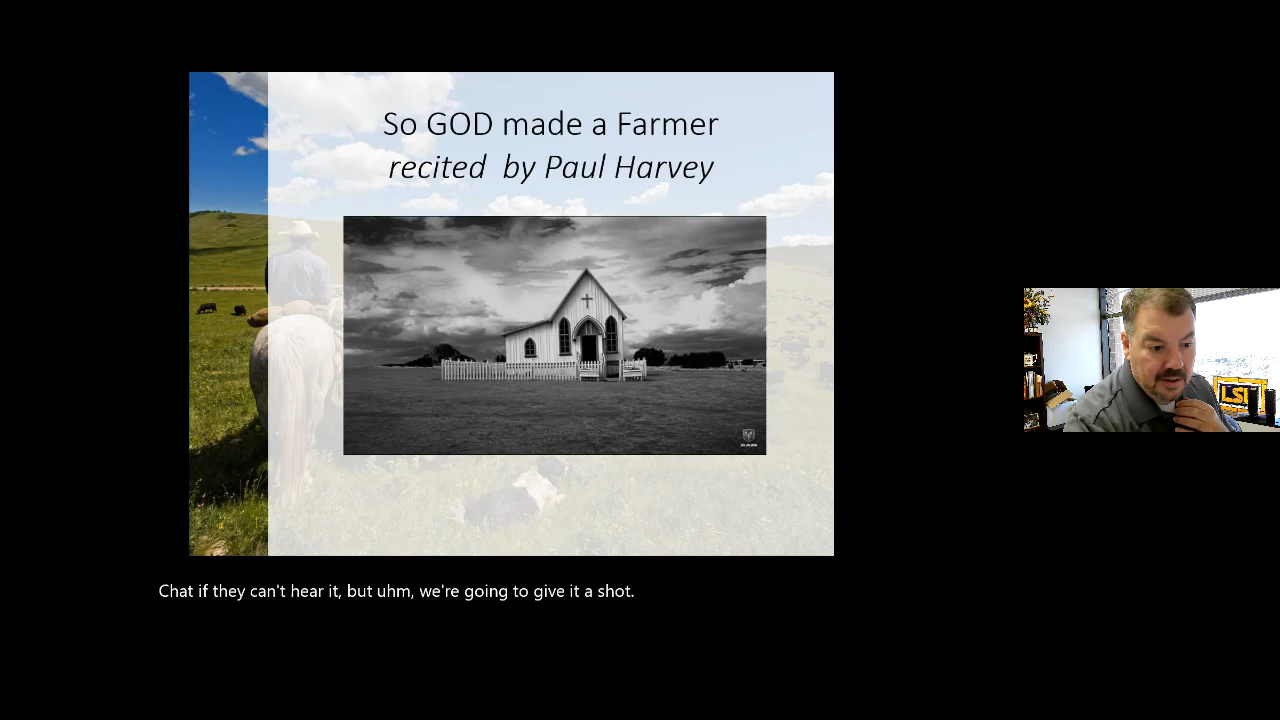 So GOD made a Farmer
recited by Paul Harvey
LSU
Chat if they can't hear it, but uhm, we're going to give it a shot.